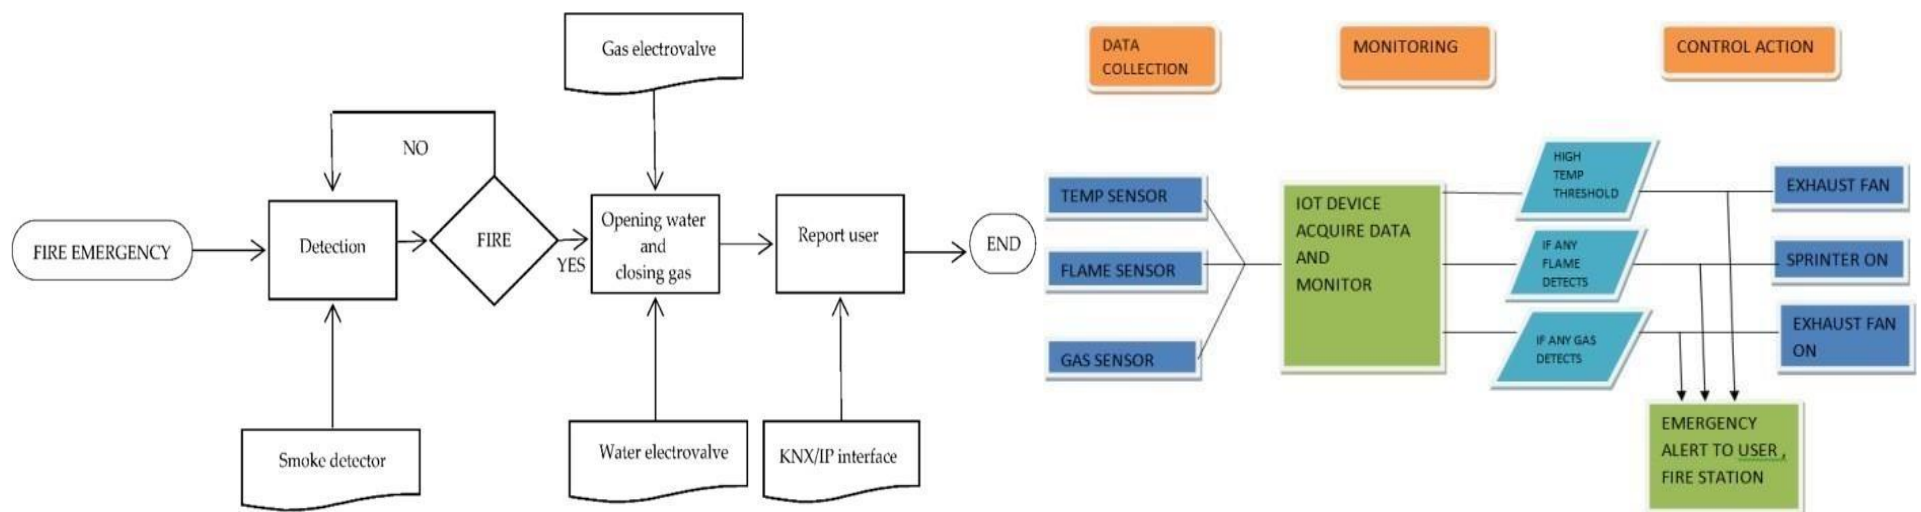 Gas electrovalve
NO
FIRE EMERGENCY
Detection
FIRE
YES
Opening water
and
closing gas
Report user
END
Smoke detector
Water electrovalve
KNX/IP interface
DATA
COLLECTION
MONITORING
CONTROL ACTION
TEMP SENSOR
FLAME SENSOR
GAS SENSOR
IOT DEVICE
ACQUIRE DATA
AND
MONITOR
HIGH
TEMP
THRESHOLD
IF ANY
FLAME
DETECTS
IF ANY GAS
DETECTS
EXHAUST FAN
SPRINTER ON
EXHAUST FAN
ON
EMERGENCY
ALERT TO USER ,
FIRE STATION